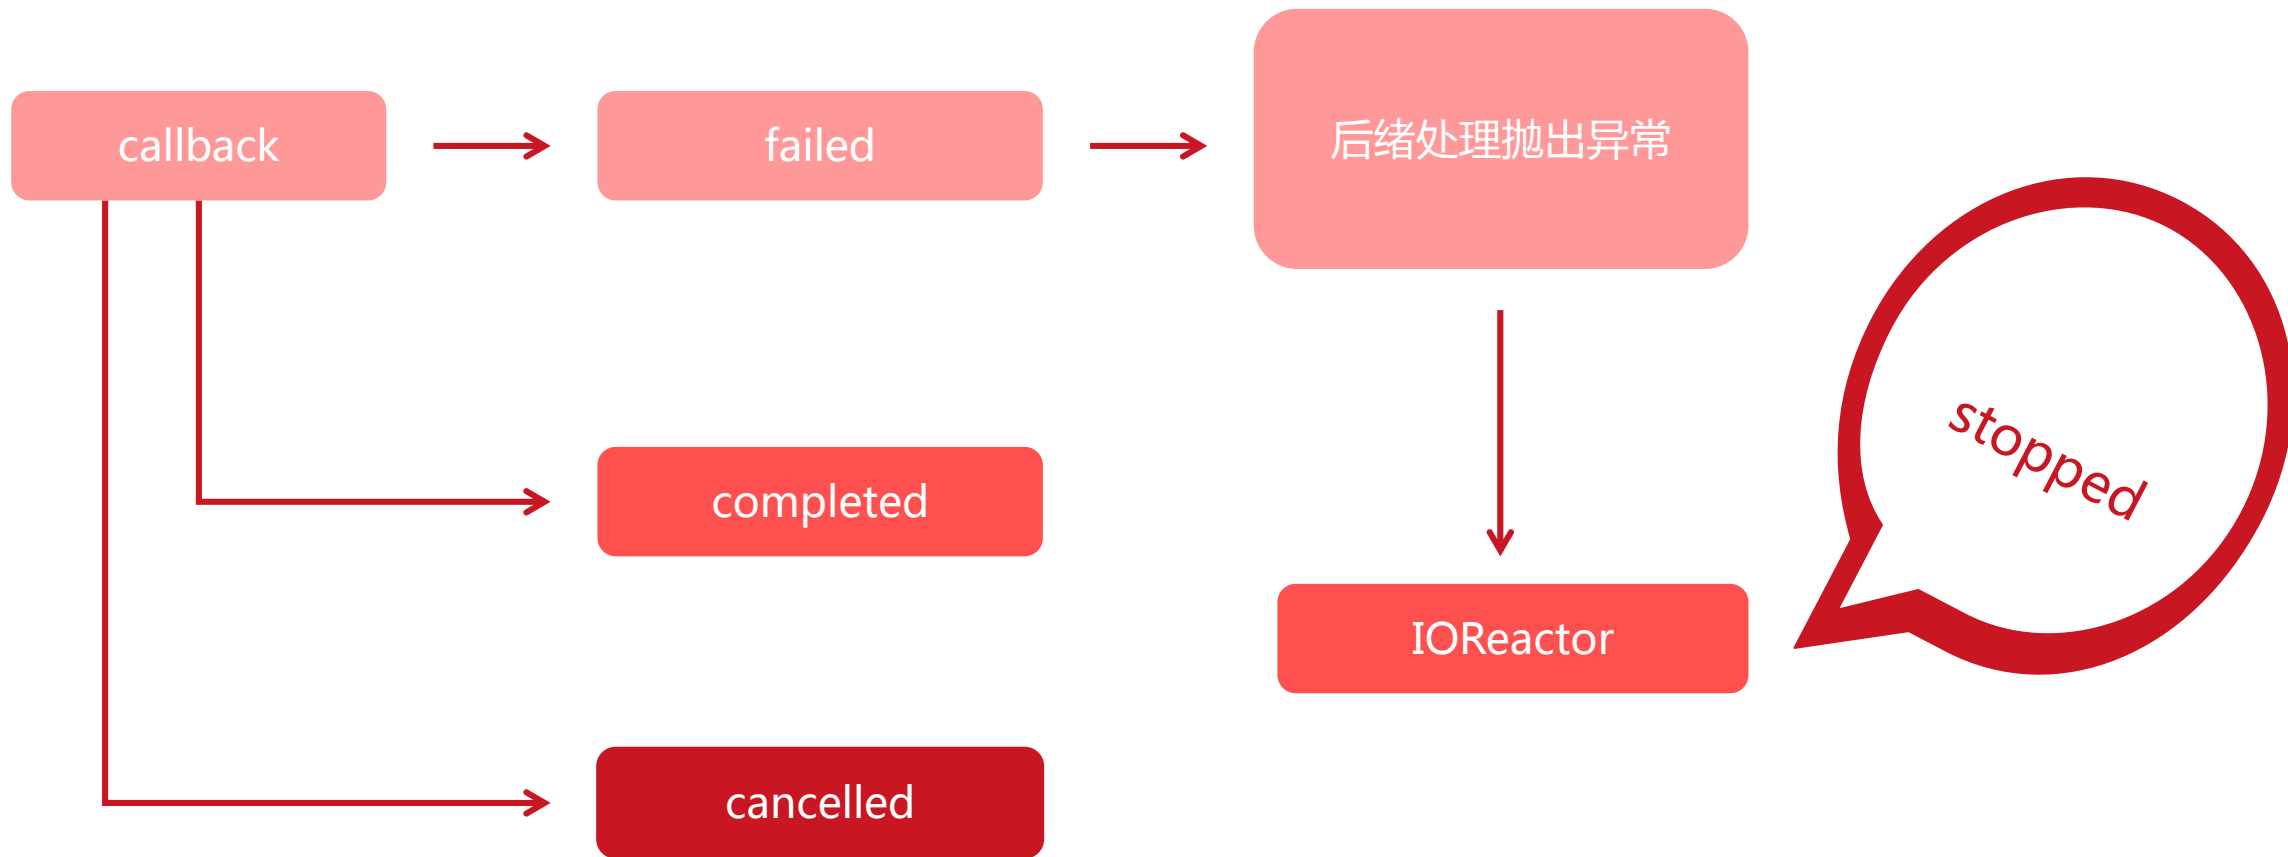 callback
failed
后绪处理抛出异常
completed
stopped
IOReactor
cancelled